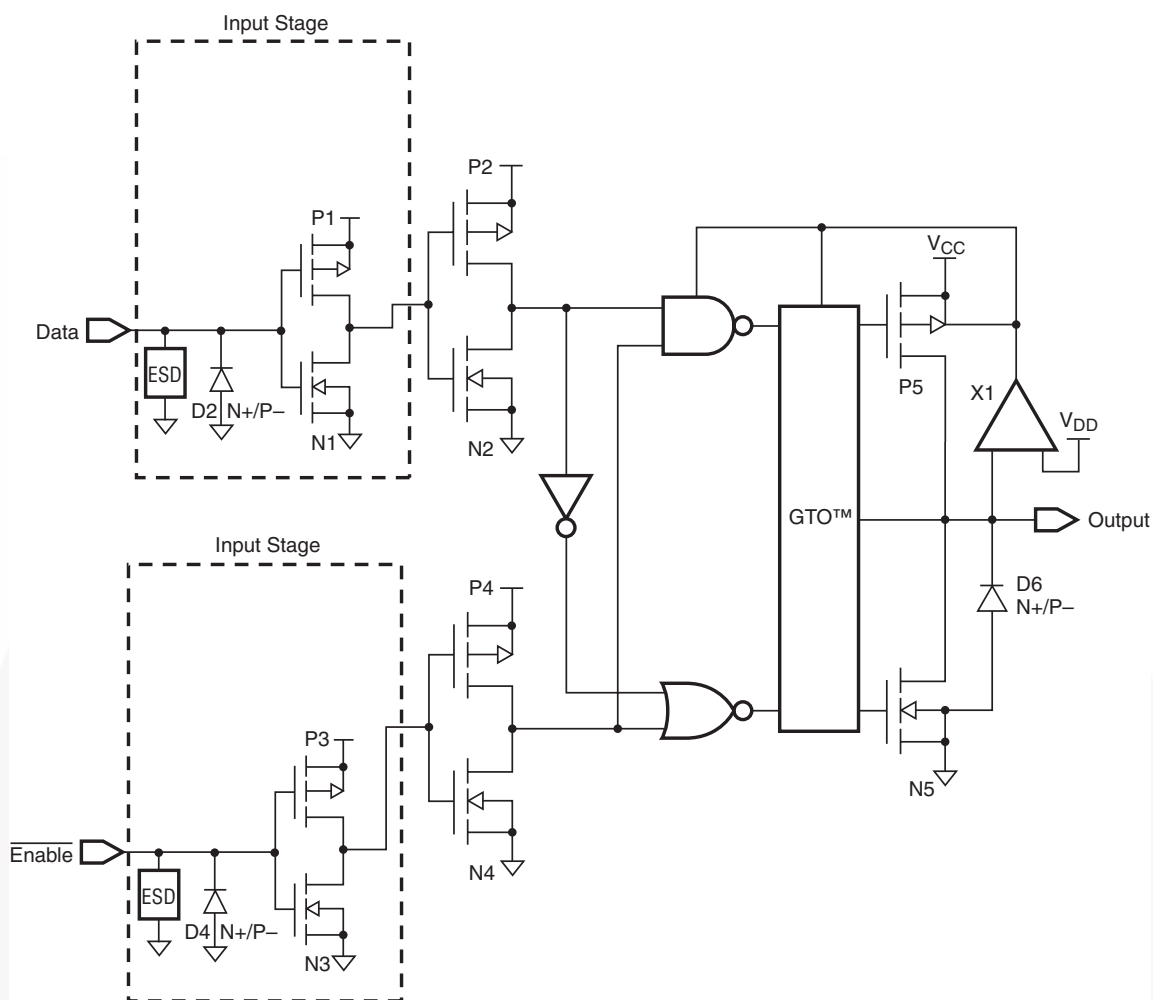 Input Stage
P2
P1
VCC
Data
ESD
D2 N+/P–
P5
X1
VDD
N1
N2
GTO™
Output
Input Stage
P4
D6
N+/P–
P3
N5
Enable
ESD
D4 N+/P–
N4
N3